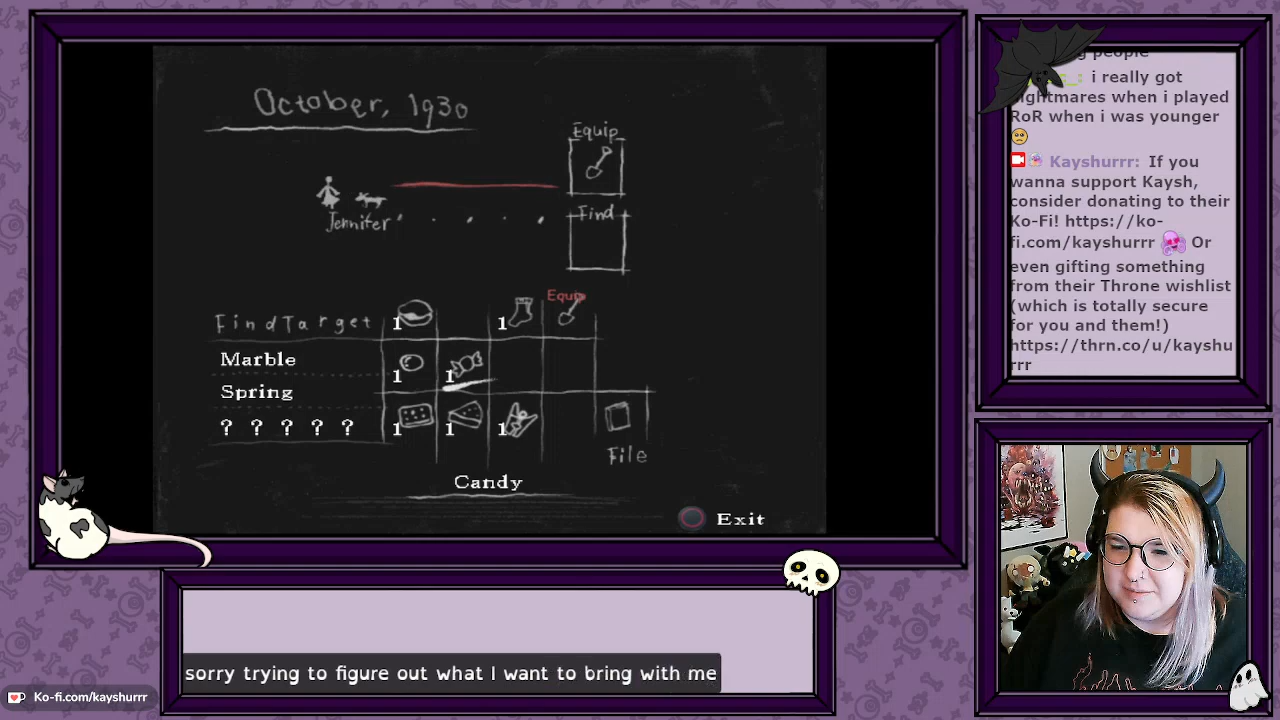 October, 1930
Equip
Jennifer
Find
Equip
FindTarget 1 1
Marble 1 1
Spring
? ? ? ? ? 1 1 1
File
Candy
Exit
people
i really got
nightmares when i played
RoR when i was younger
Kayshurrr: If you
wanna support Kaysh,
consider donating to their
Ko-Fi! https://ko-
fi.com/kayshurrr Or
even gifting something
from their Throne wishlist
(which is totally secure
for you and them!)
https://thrn.co/u/kayshu
rrr
sorry trying to figure out what I want to bring with me
Ko-fi.com/kayshurrr